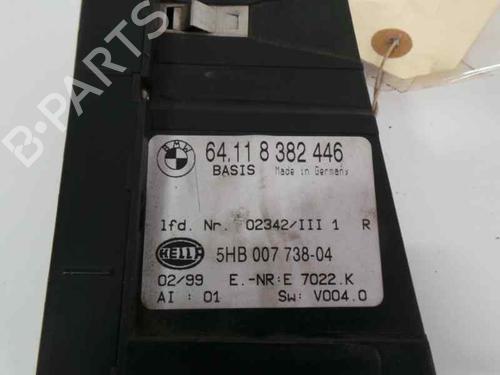 BMW
64.11 8 382 446
BASIS Made in Germany
lfd. Nr. 02342/III 1 R
HELLA 5HB 007 738-04
02/99 E.-NR:E 7022.K
AI : 01 Sw: V004.0